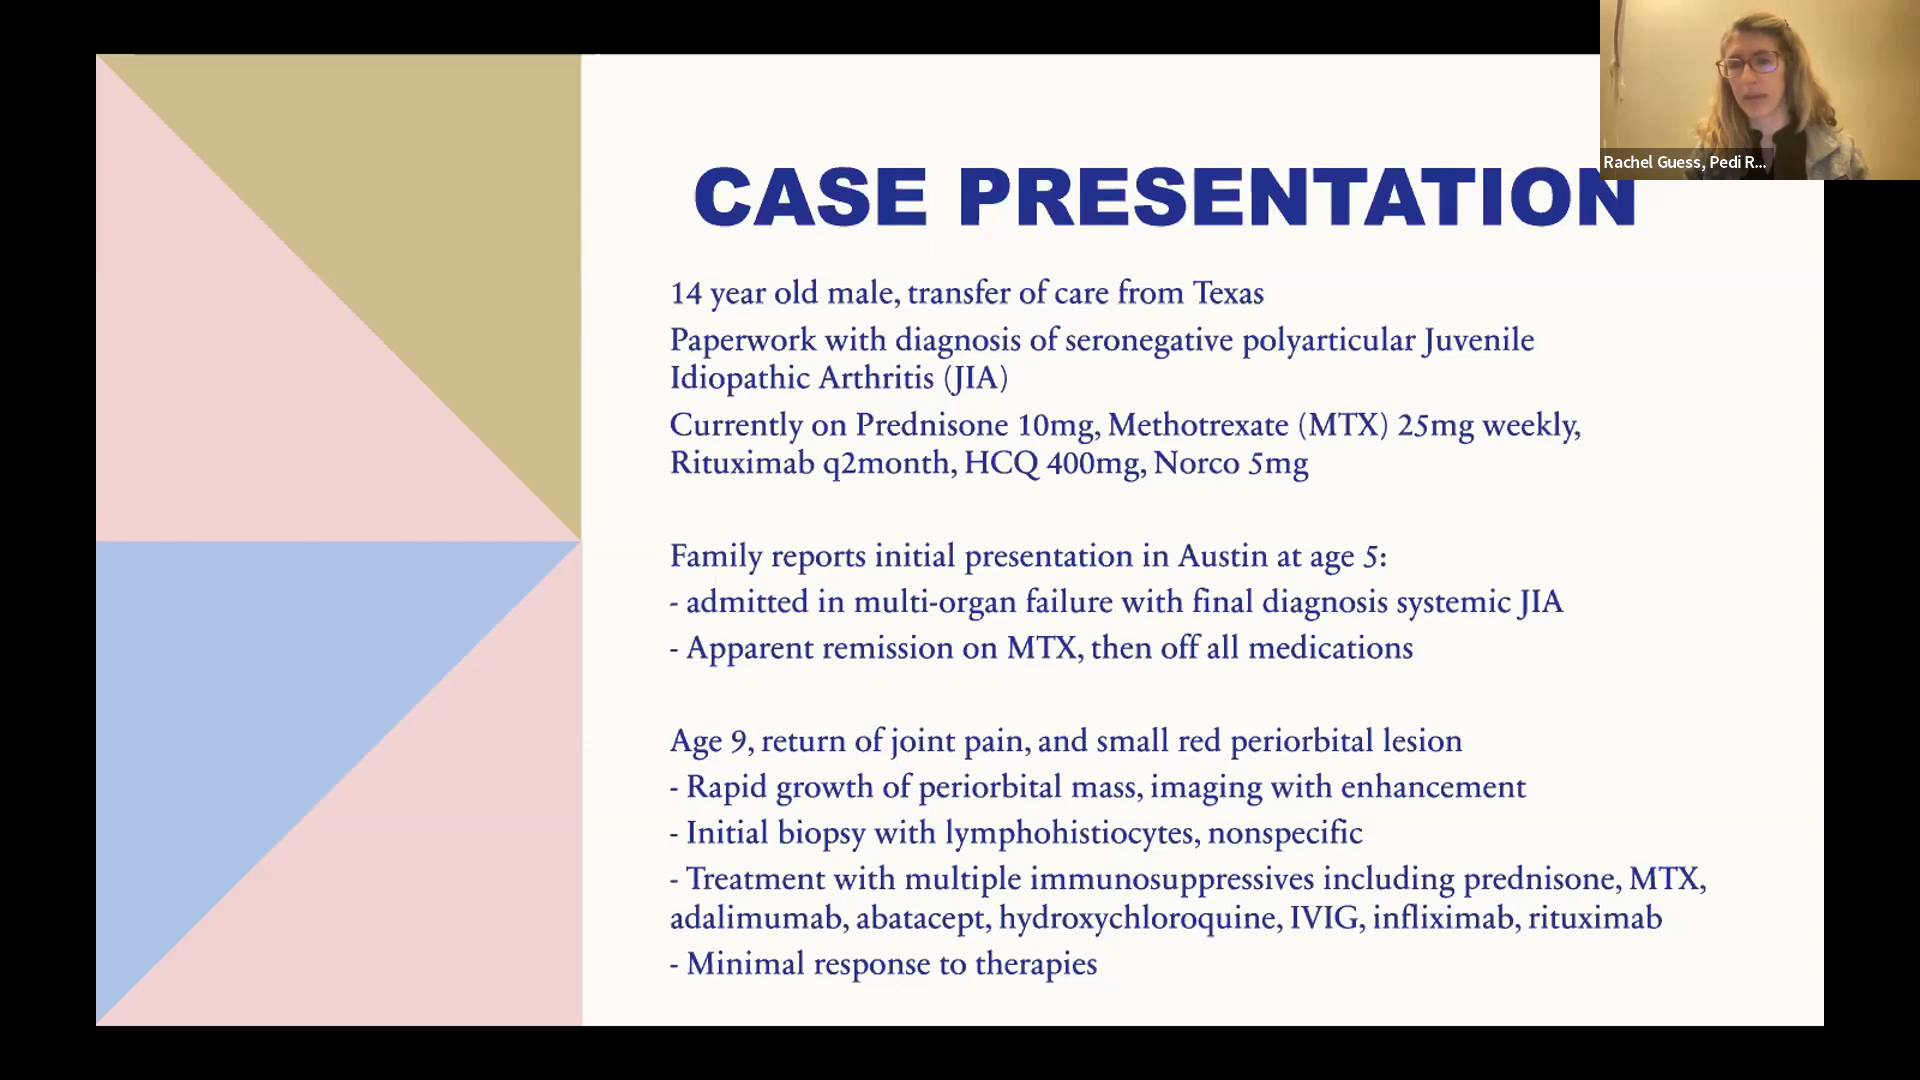 Rachel Guess, Pedi R...
CASE PRESENTATION
14 year old male, transfer of care from Texas
Paperwork with diagnosis of seronegative polyarticular Juvenile
Idiopathic Arthritis (JIA)
Currently on Prednisone 10mg, Methotrexate (MTX) 25mg weekly,
Rituximab q2month, HCQ 400mg, Norco 5mg
Family reports initial presentation in Austin at age 5:
- admitted in multi-organ failure with final diagnosis systemic JIA
- Apparent remission on MTX, then off all medications
Age 9, return of joint pain, and small red periorbital lesion
- Rapid growth of periorbital mass, imaging with enhancement
- Initial biopsy with lymphohistiocytes, nonspecific
- Treatment with multiple immunosuppressives including prednisone, MTX,
adalimumab, abatacept, hydroxychloroquine, IVIG, infliximab, rituximab
- Minimal response to therapies